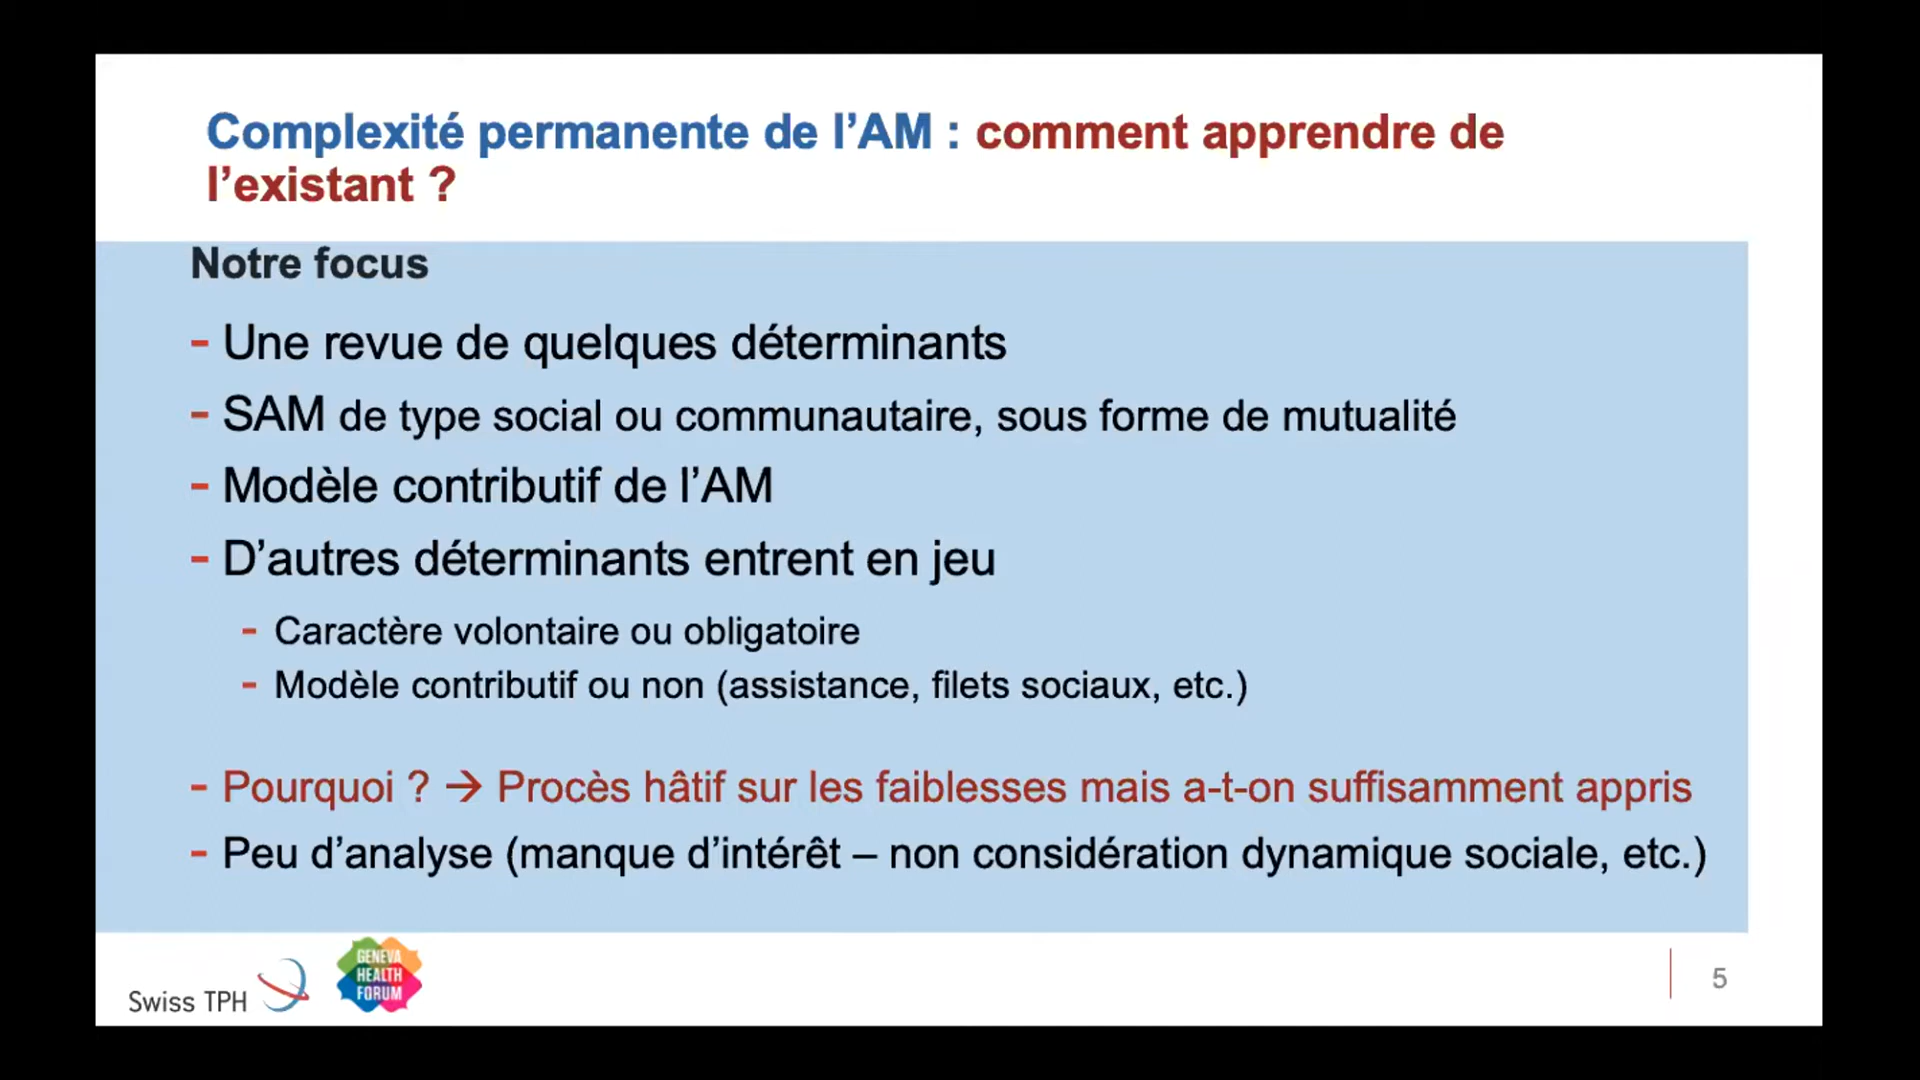 Complexité permanente de l’AM : comment apprendre de
l’existant ?
Notre focus
- Une revue de quelques déterminants
- SAM de type social ou communautaire, sous forme de mutualité
- Modèle contributif de l’AM
- D’autres déterminants entrent en jeu
- Caractère volontaire ou obligatoire
- Modèle contributif ou non (assistance, filets sociaux, etc.)
- Pourquoi ? → Procès hâtif sur les faiblesses mais a-t-on suffisamment appris
- Peu d’analyse (manque d’intérêt – non considération dynamique sociale, etc.)
Swiss TPH
GENEVA
HEALTH
FORUM
5